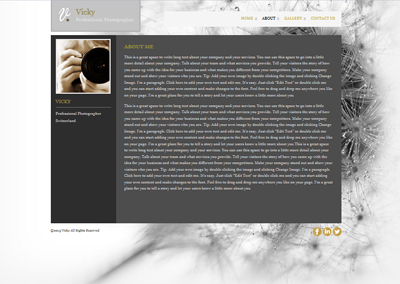 Vicky
Professional Photographer
HOME
ABOUT
GALLERY
CONTACT US
ABOUT ME
This is a great space to write long text about your company and your services. You can use this space to go into a little
more detail about your company. Talk about your team and what services you provide. Tell your visitors the story of how
you came up with the idea for your business and what makes you different from your competitors. Make your company
stand out and show your visitors who you are. Tip: Add your own image by double clicking the image and clicking Change
Image. I'm a paragraph. Click here to add your own text and edit me. It's easy. Just click "Edit Text" or double click me
and you can start adding your own content and make changes to the font. Feel free to drag and drop me anywhere you like
on your page. I'm a great place for you to tell a story and let your users know a little more about you.
This is a great space to write long text about your company and your services. You can use this space to go into a little
more detail about your company. Talk about your team and what services you provide. Tell your visitors the story of how
you came up with the idea for your business and what makes you different from your competitors. Make your company
stand out and show your visitors who you are. Tip: Add your own image by double clicking the image and clicking Change
Image. I'm a paragraph. Click here to add your own text and edit me. It's easy. Just click "Edit Text" or double click me
and you can start adding your own content and make changes to the font. Feel free to drag and drop me anywhere you like
on your page. I'm a great place for you to tell a story and let your users know a little more about you This is a great space
to write long text about your company and your services. You can use this space to go into a little more detail about your
company. Talk about your team and what services you provide. Tell your visitors the story of how you came up with the
idea for your business and what makes you different from your competitors. Make your company stand out and show
your visitors who you are. Tip: Add your own image by double clicking the image and clicking Change Image. I'm a paragraph.
Click here to add your own text and edit me. It's easy. Just click "Edit Text" or double click me and you can start adding
your own content and make changes to the font. Feel free to drag and drop me anywhere you like on your page. I'm a great
place for you to tell a story and let your users know a little more about you.
VICKY
Professional Photographer
Switzerland
Vicky All Rights Reserved